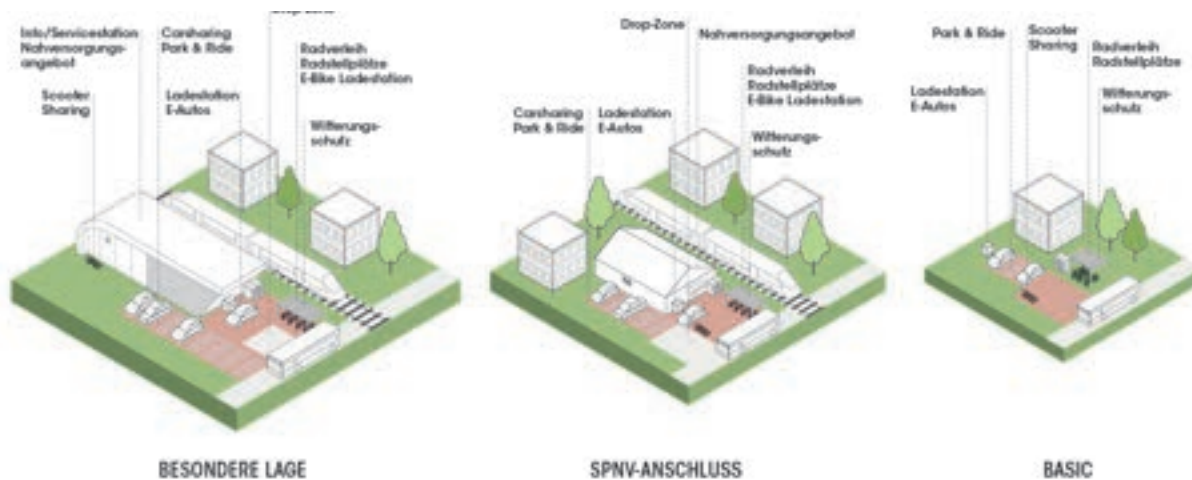 Drop-Zone
Info/Servicestation
Nahversorgungs-
angebot
Carsharing
Park & Ride
Radverleih
Radstellplätze
E-Bike Ladestation
Scooter
Sharing
Ladestation
E-Autos
Witterungs-
schutz
BESONDERE LAGE
Drop-Zone
Nahversorgungsangebot
Radverleih
Radstellplätze
E-Bike Ladestation
Carsharing
Park & Ride
Ladestation
E-Autos
Witterungs-
schutz
SPNV-ANSCHLUSS
Park & Ride
Scooter
Sharing
Radverleih
Radstellplätze
Ladestation
E-Autos
Witterungs-
schutz
BASIC